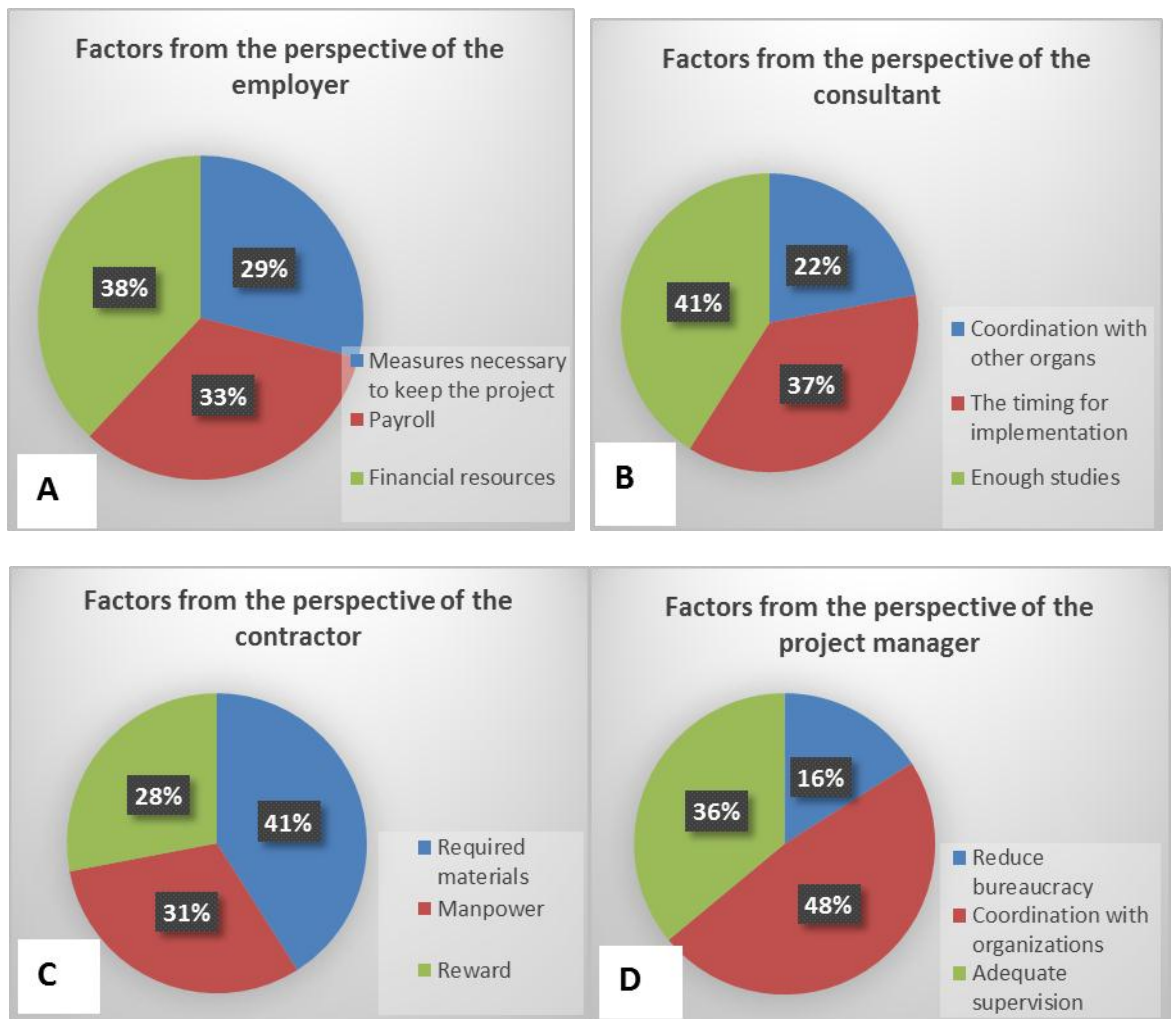 Factors from the perspective of the
employer
29%
38%
33%
Measures necessary
to keep the project
Payroll
Financial resources
A
Factors from the perspective of the
consultant
22%
41%
37%
Coordination with
other organs
The timing for
implementation
Enough studies
B
Factors from the perspective of the
contractor
28%
41%
31%
Required
materials
Manpower
Reward
C
Factors from the perspective of the
project manager
16%
36%
48%
Reduce
bureaucracy
Coordination with
organizations
Adequate
supervision
D